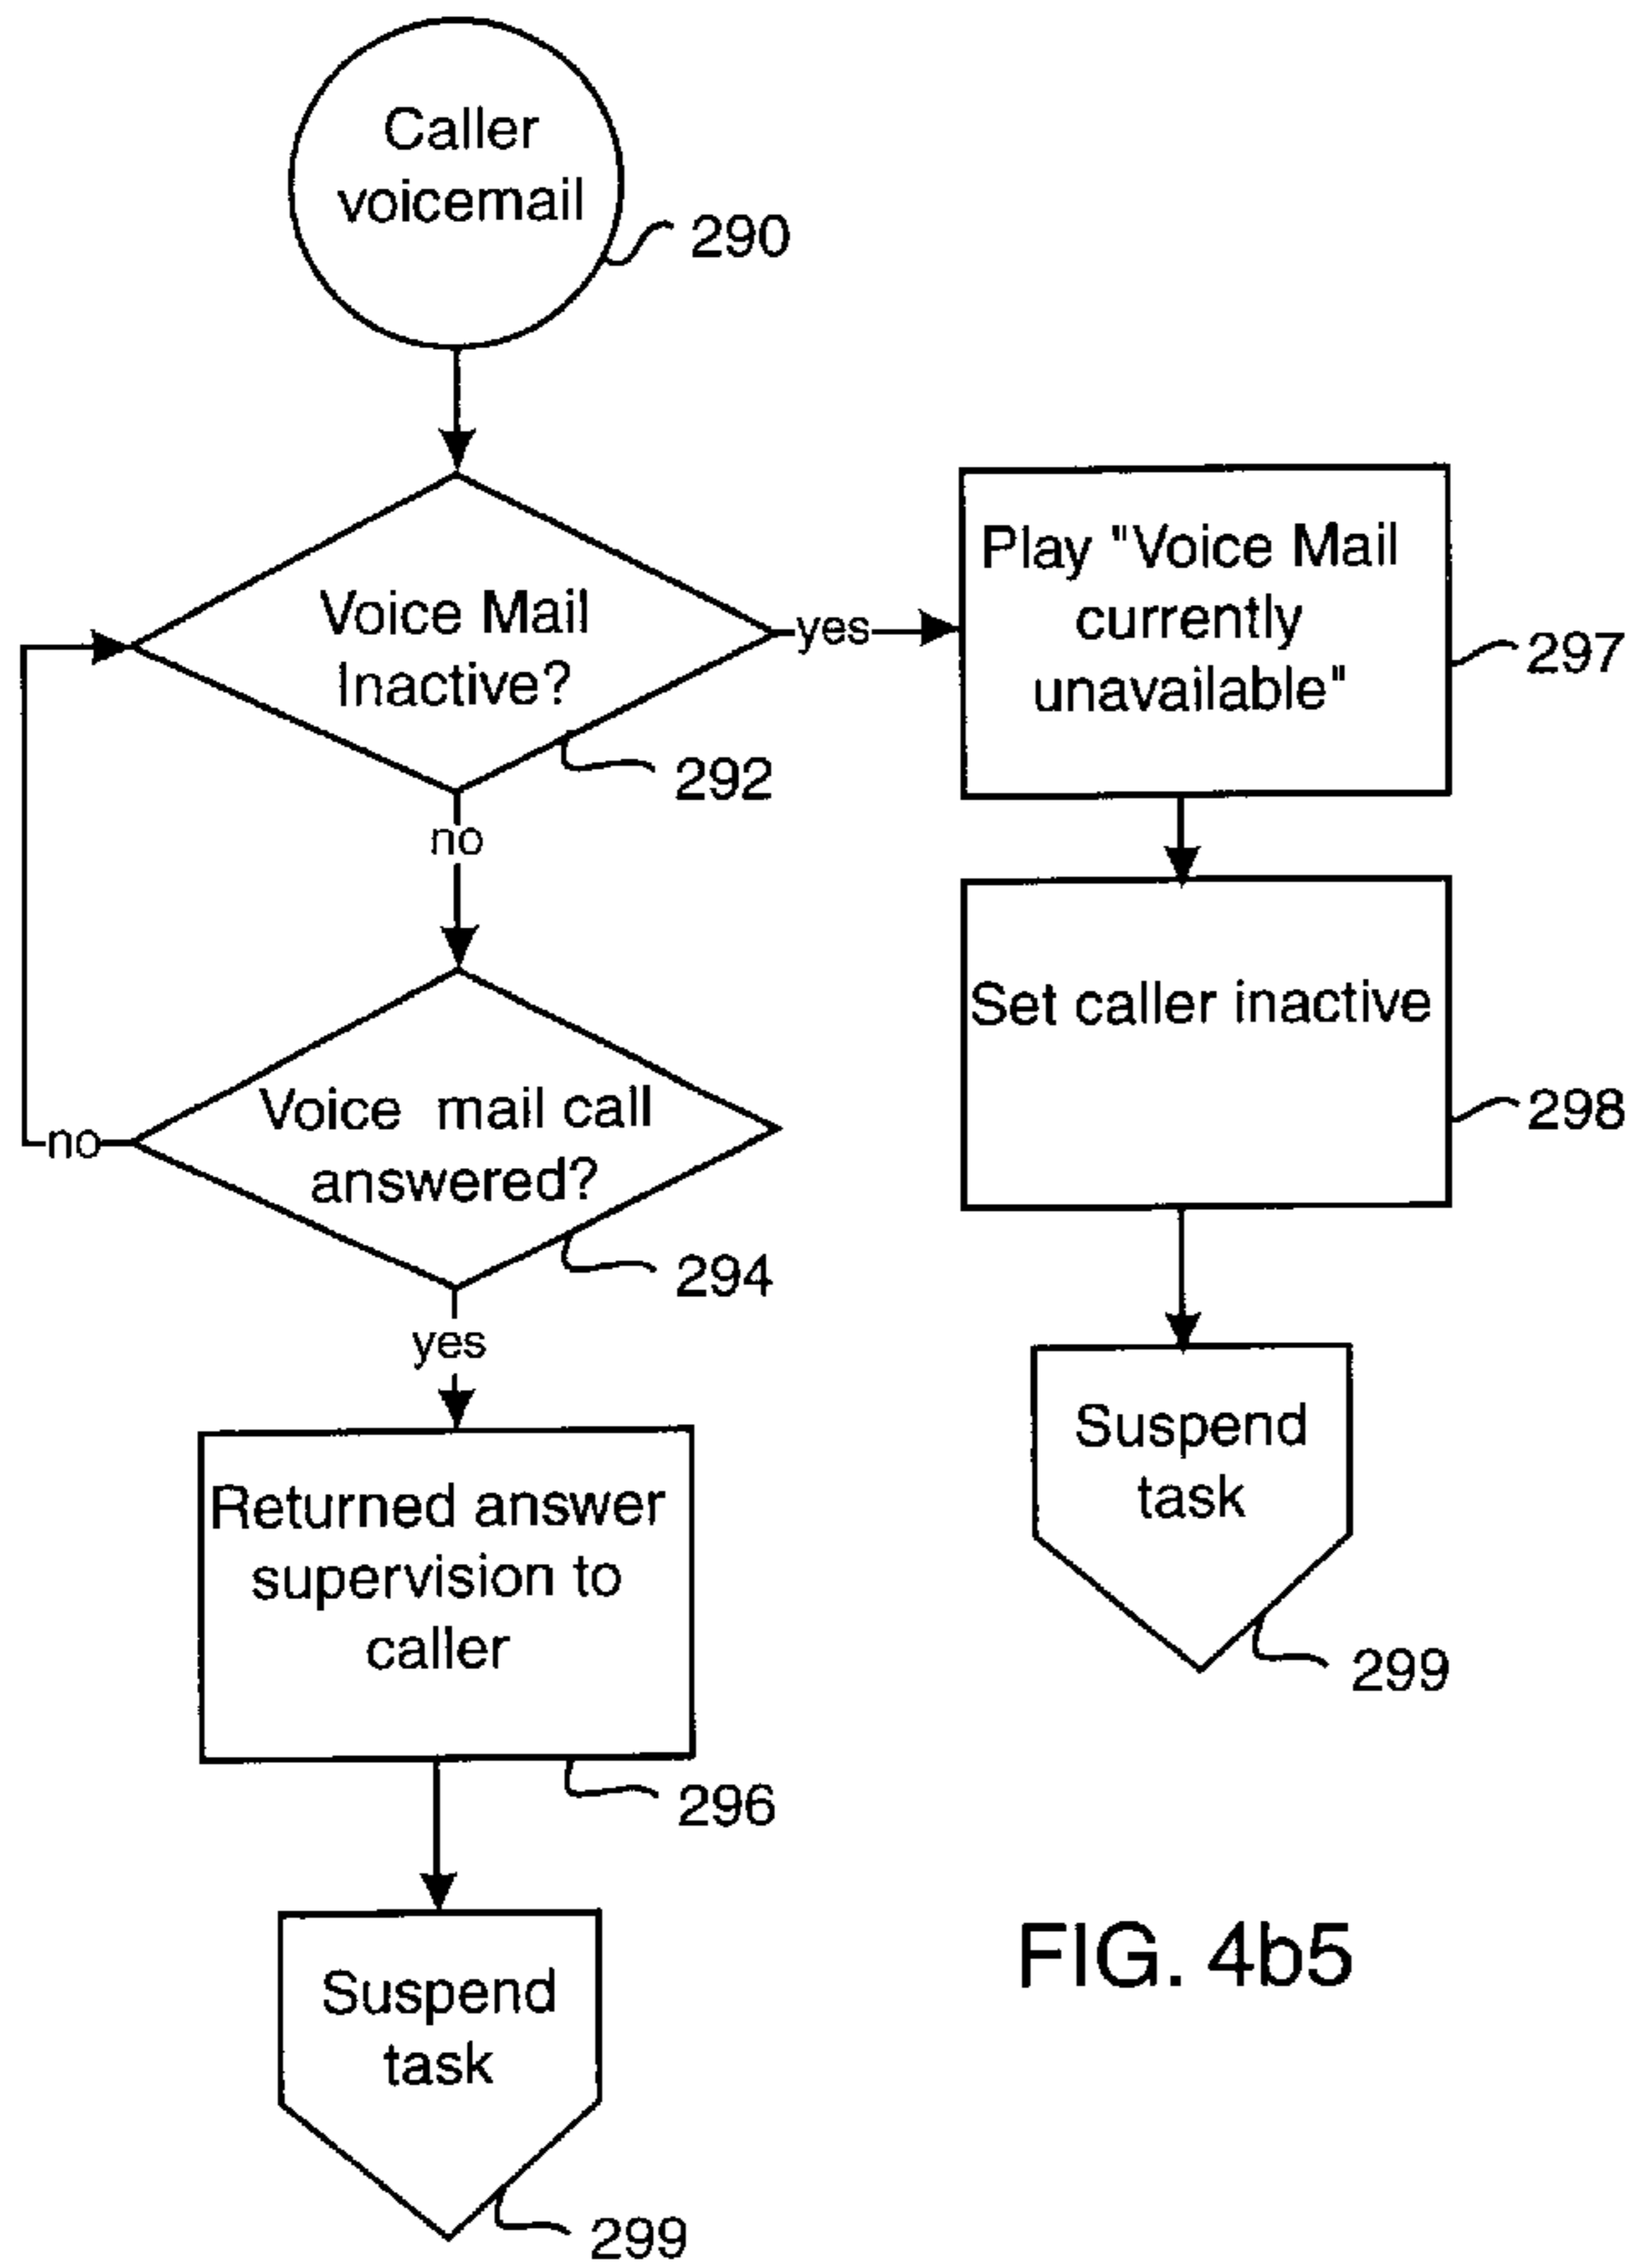 Caller
voicemail
290
Voice Mail
Inactive?
292
yes
no
Play "Voice Mail
currently
unavailable"
297
Set caller inactive
298
Suspend
task
299
Voice mail call
answered?
294
no
yes
Returned answer
supervision to
caller
296
Suspend
task
299
FIG. 4b5